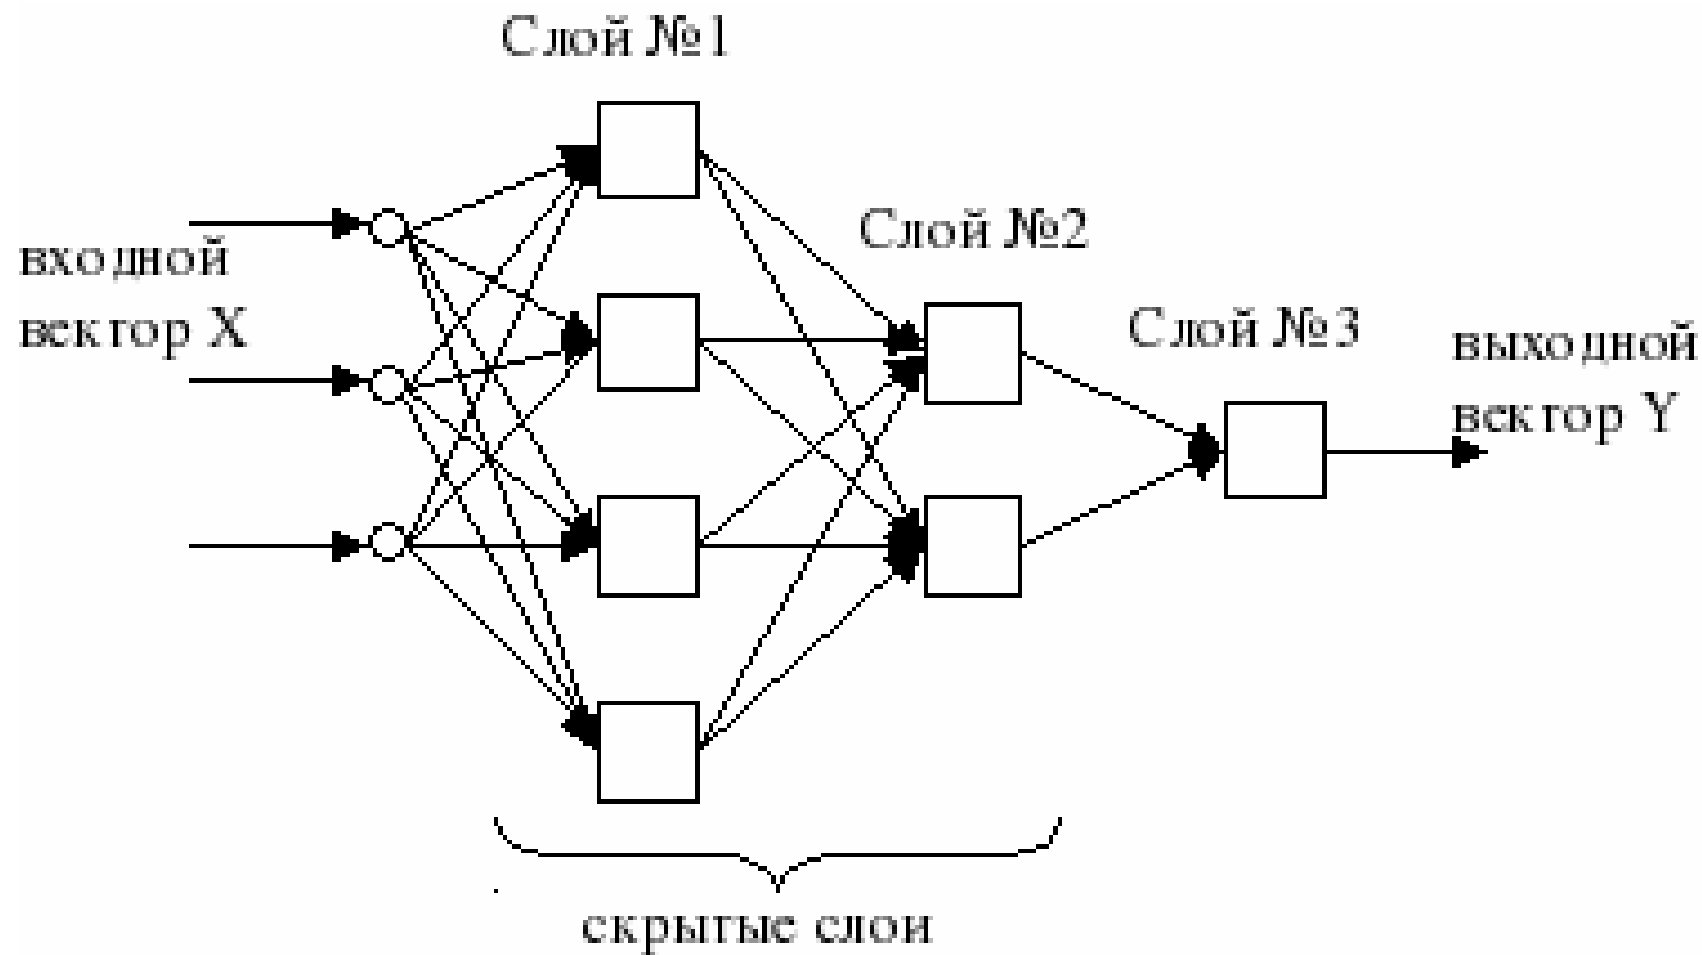 Слой №1
Слой №2
входной
вектор X
Слой №3
выходной
вектор Y
скрытые слои